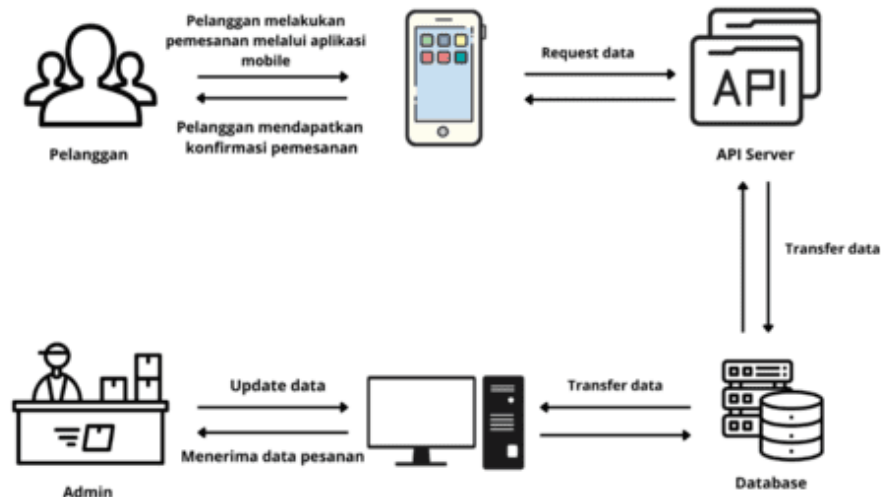 Pelanggan melakukan
pemesanan melalui aplikasi
mobile
Request data
API
Pelanggan mendapatkan
konfirmasi pemesanan
Pelanggan
API Server
Transfer data
Update data
Transfer data
Menerima data pesanan
Database
Admin